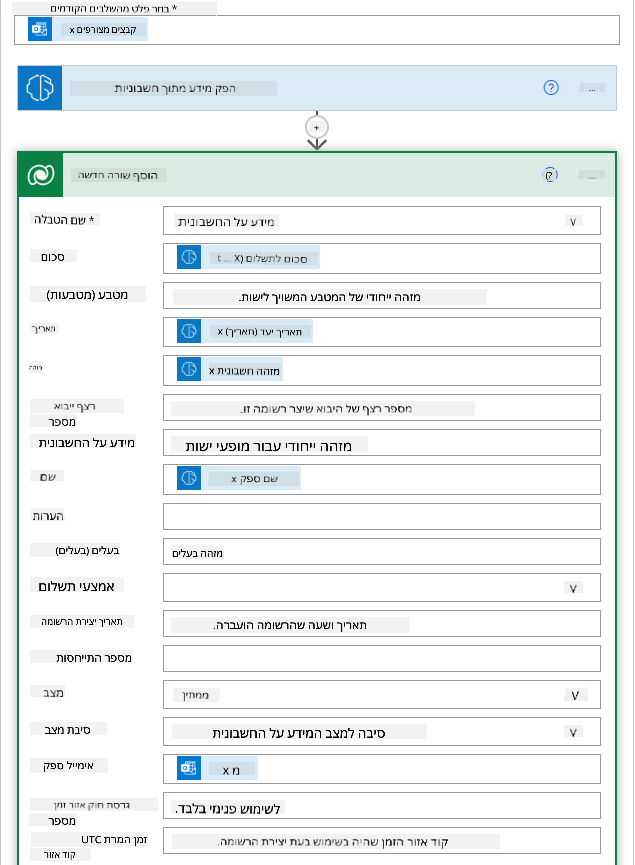 * בחר פלט מהשלבים הקודמים
קבצים מצורפים x
הפק מידע מתוך חשבוניות
? ...
+
הוסף שורה חדשה
? ...
* שם הטבלה
מידע על החשבונית
סכום
סכום לתשלום (X ... t
מטבע (מטבעות)
מזהה ייחודי של המטבע המשויך לישות.
תאריך
תאריך יעד (תאריך) x
מזהה
מזהה חשבונית x
רצף ייבוא
מספר
מספר רצף של היבוא שיצר רשומה זו.
מידע על החשבונית
מזהה ייחודי עבור מופעי ישות
שם
שם ספק x
הערות
בעלים (בעלים)
מזהה בעלים
אמצעי תשלום
תאריך יצירת הרשומה
תאריך ושעה שהרשומה הועברה.
מספר התייחסות
מצב
ממתין
סיבת מצב
סיבה למצב המידע על החשבונית
אימייל ספק
מ x
גרסת חוק אזור זמן
מספר
לשימוש פנימי בלבד.
זמן המרת UTC
קוד אזור
קוד אזור הזמן שהיה בשימוש בעת יצירת הרשומה.